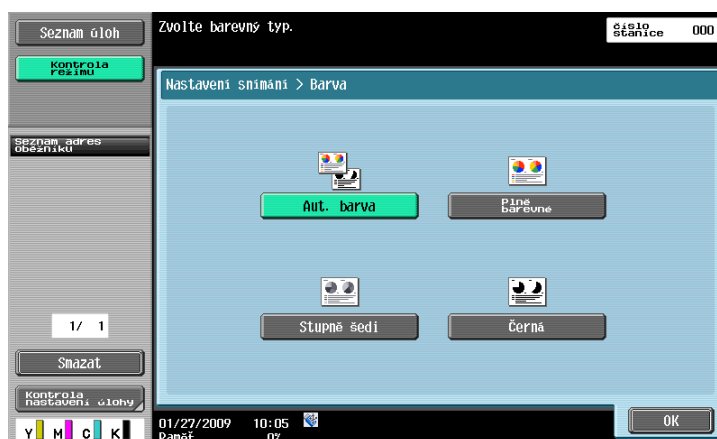 Seznam úloh
Kontrola
režimu
Seznam adres
oběžníků
1/ 1
Smazat
Kontrola
nastavení úlohy
Y M C K
Zvolte barevný typ.
číslo
stanice 000
Nastavení snímání > Barva
Aut. barva
Plně
barevné
Stupně šedi
Černá
01/27/2009 10:05
Paměť 0%
OK